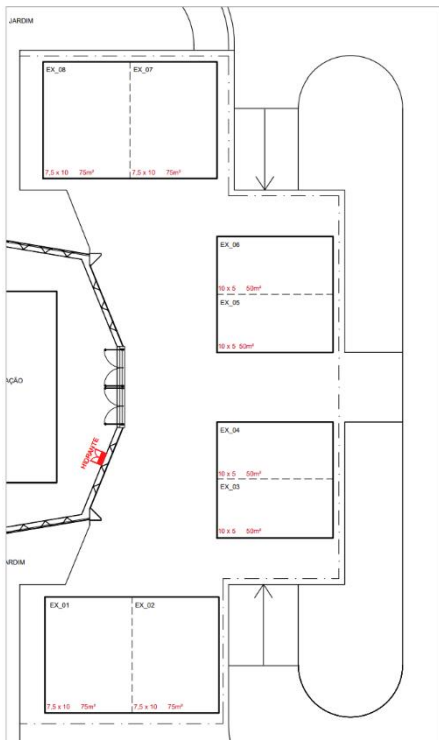 JARDIM
EX_08 EX_07
7,5 x 10 75m² 7,5 x 10 75m²
EX_06
10 x 5 50m²
EX_05
10 x 5 50m²
AÇÃO
EX_04
HIDRANTE
10 x 5 50m²
EX_03
10 x 5 50m²
ARDIM
EX_01 EX_02
7,5 x 10 75m² 7,5 x 10 75m²